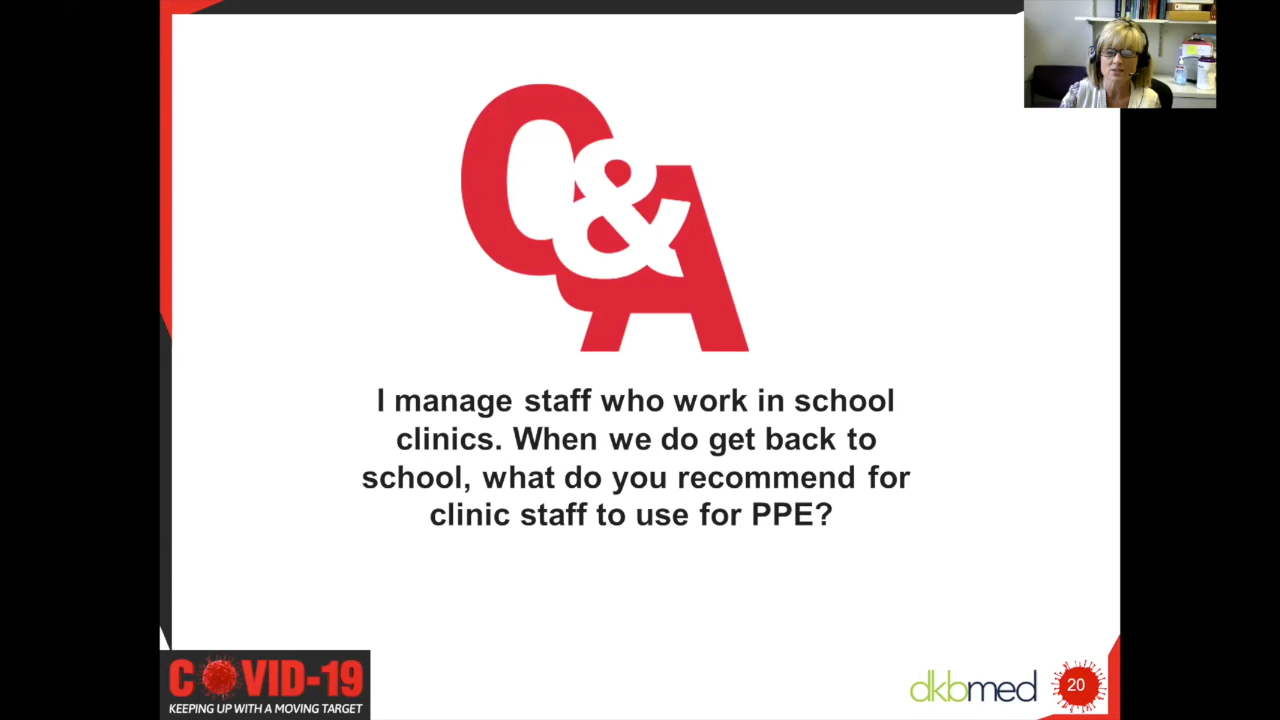 Q&A
I manage staff who work in school
clinics. When we do get back to
school, what do you recommend for
clinic staff to use for PPE?
COVID-19
KEEPING UP WITH A MOVING TARGET
dkbmed
20